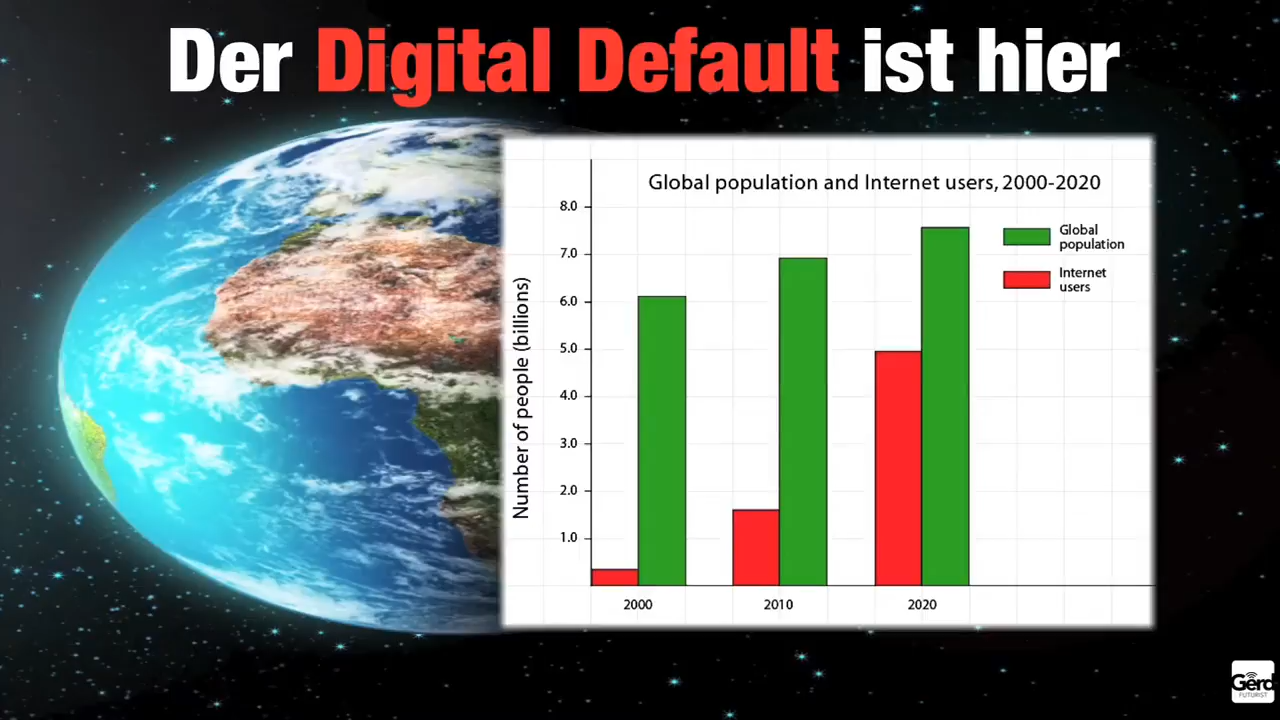 Der Digital Default ist hier
Global population and Internet users, 2000-2020
8.0
7.0
6.0
5.0
4.0
3.0
2.0
1.0
Number of people (billions)
Global
population
Internet
users
2000 2010 2020
Gerd
FUTURIST